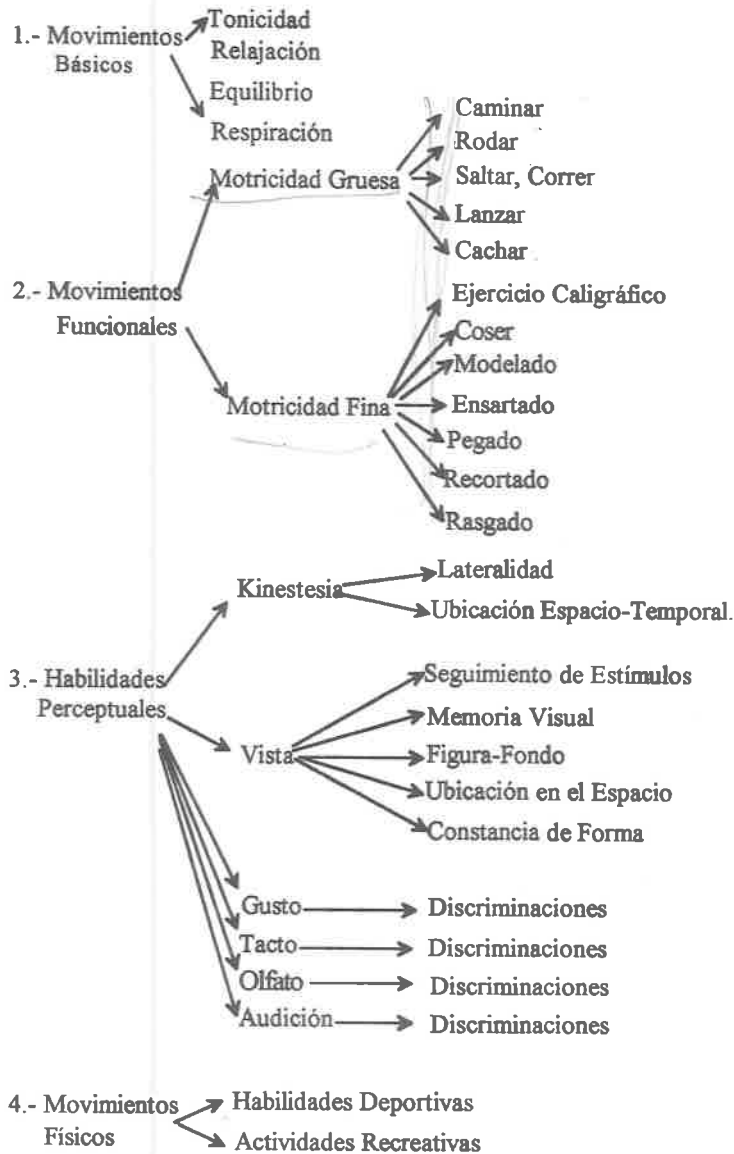 1.- Movimientos
Básicos
Tonicidad
Relajación
Equilibrio
Respiración
2.- Movimientos
Funcionales
Motricidad Gruesa
Caminar
Rodar
Saltar, Correr
Lanzar
Cachar
Motricidad Fina
Ejercicio Caligráfico
Coser
Modelado
Ensartado
Pegado
Recortado
Rasgado
3.- Habilidades
Perceptuales
Kinestesia
Lateralidad
Ubicación Espacio-Temporal.
Vista
Seguimiento de Estímulos
Memoria Visual
Figura-Fondo
Ubicación en el Espacio
Constancia de Forma
Gusto
Discriminaciones
Tacto
Discriminaciones
Olfato
Discriminaciones
Audición
Discriminaciones
4.- Movimientos
Físicos
Habilidades Deportivas
Actividades Recreativas